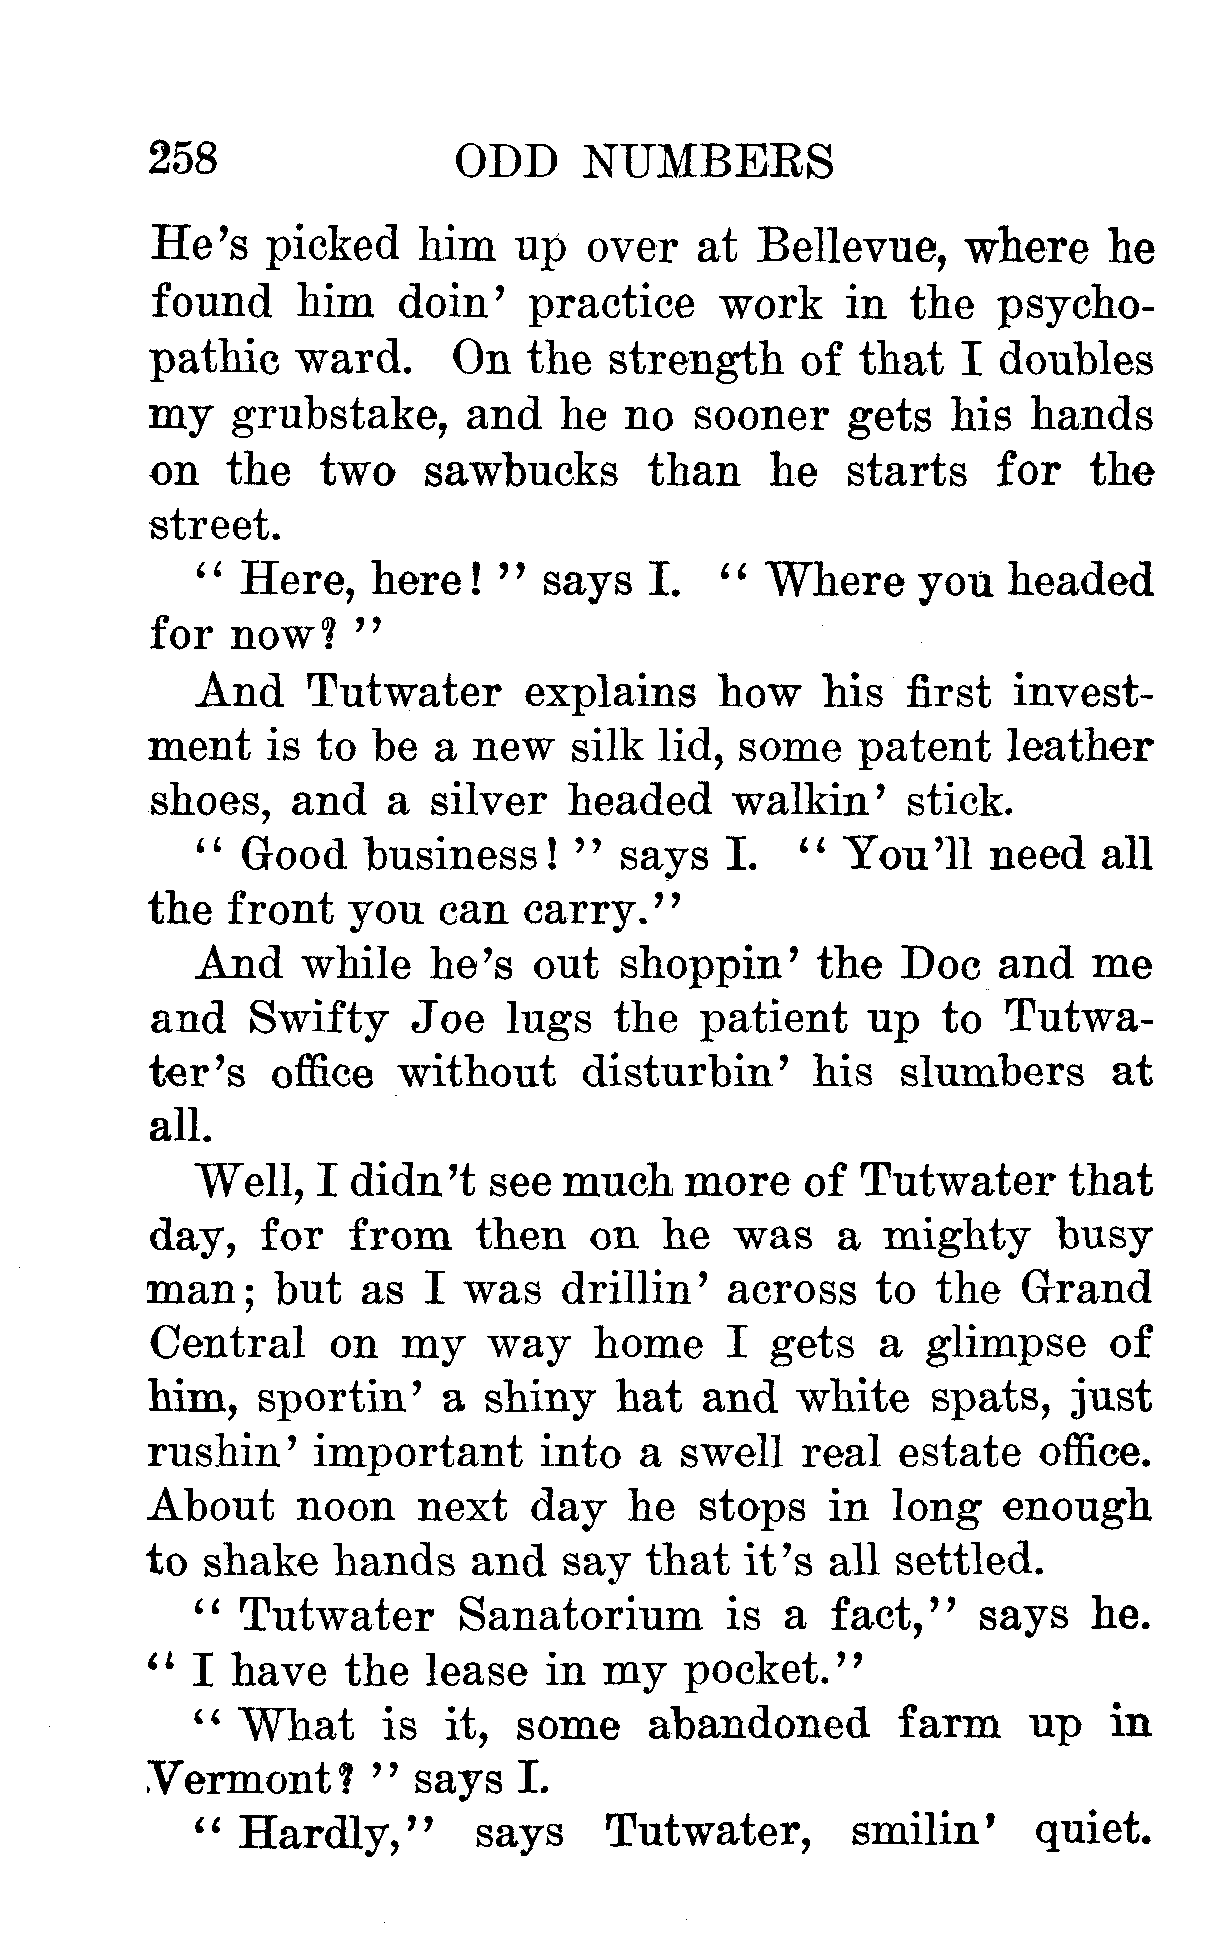 258 ODD NUMBERS
He's picked him up over at Bellevue, where he
found him doin' practice work in the psycho-
pathic ward. On the strength of that I doubles
my grubstake, and he no sooner gets his hands
on the two sawbucks than he starts for the
street.
"Here, here!" says I. "Where you headed
for now?"
And Tutwater explains how his first invest-
ment is to be a new silk lid, some patent leather
shoes, and a silver headed walkin' stick.
"Good business!" says I. "You'll need all
the front you can carry."
And while he's out shoppin' the Doc and me
and Swifty Joe lugs the patient up to Tutwa-
ter's office without disturbin' his slumbers at
all.
Well, I didn't see much more of Tutwater that
day, for from then on he was a mighty busy
man; but as I was drillin' across to the Grand
Central on my way home I gets a glimpse of
him, sportin' a shiny hat and white spats, just
rushin' important into a swell real estate office.
About noon next day he stops in long enough
to shake hands and say that it's all settled.
"Tutwater Sanatorium is a fact," says he.
"I have the lease in my pocket."
"What is it, some abandoned farm up in
Vermont?" says I.
"Hardly," says Tutwater, smilin' quiet.